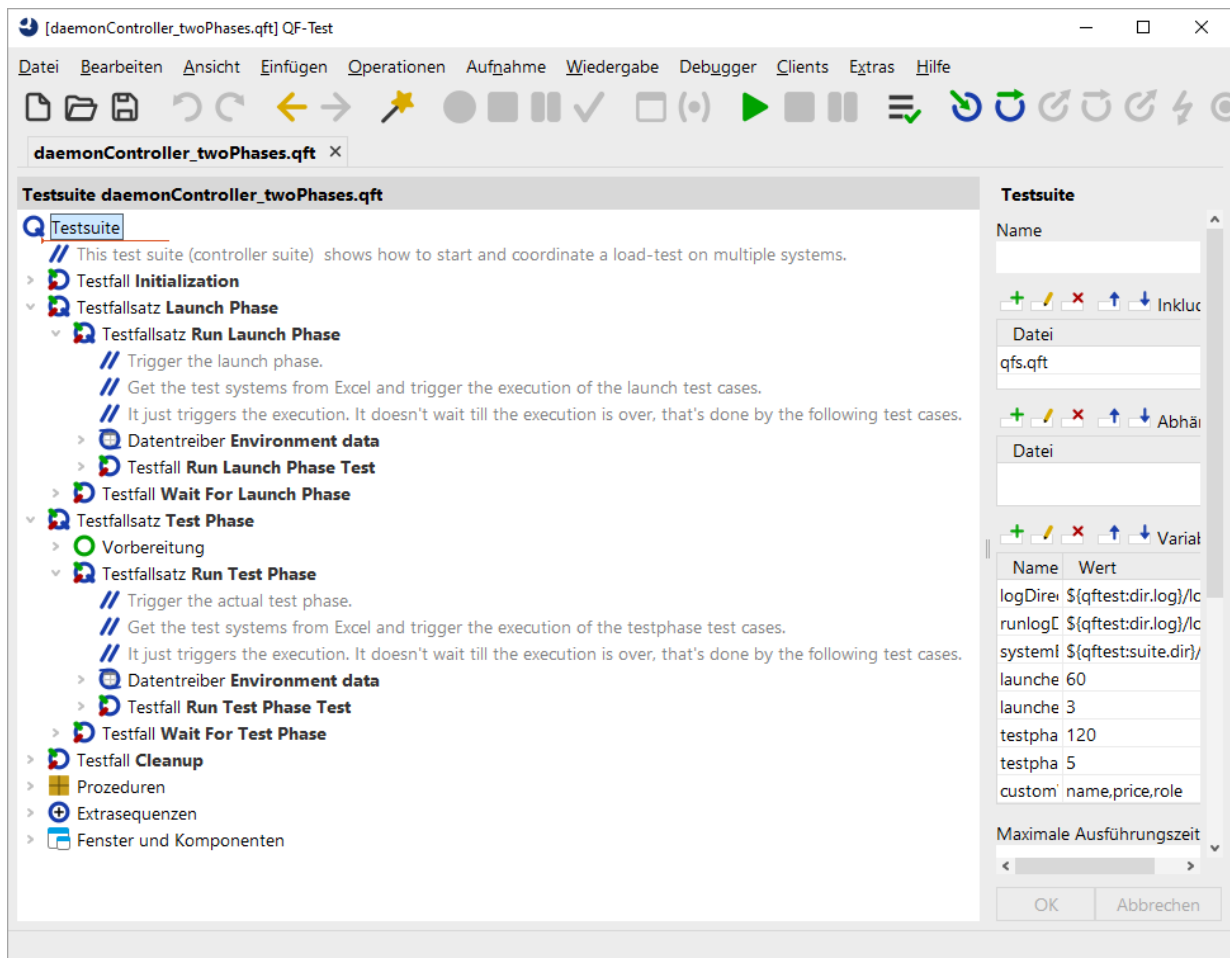 [daemonController_twoPhases.qft] QF-Test
Datei Bearbeiten Ansicht Einfügen Operationen Aufnahme Wiedergabe Debugger Clients Extras Hilfe
daemonController_twoPhases.qft
Testsuite daemonController_twoPhases.qft
Testsuite
// This test suite (controller suite) shows how to start and coordinate a load-test on multiple systems.
Testfall Initialization
Testfallsatz Launch Phase
Testfallsatz Run Launch Phase
// Trigger the launch phase.
// Get the test systems from Excel and trigger the execution of the launch test cases.
// It just triggers the execution. It doesn't wait till the execution is over, that's done by the following test cases.
Datentreiber Environment data
Testfall Run Launch Phase Test
Testfall Wait For Launch Phase
Testfallsatz Test Phase
Vorbereitung
Testfallsatz Run Test Phase
// Trigger the actual test phase.
// Get the test systems from Excel and trigger the execution of the testphase test cases.
// It just triggers the execution. It doesn't wait till the execution is over, that's done by the following test cases.
Datentreiber Environment data
Testfall Run Test Phase Test
Testfall Wait For Test Phase
Testfall Cleanup
Prozeduren
Extrasequenzen
Fenster und Komponenten
Testsuite
Name
Inkluc
Datei
qfs.qft
Abhär
Datei
Variab
Name Wert
logDire ${qftest:dir.log}/lo
runlogD ${qftest:dir.log}/lo
systemE ${qftest:suite.dir}/
launche 60
launche 3
testpha 120
testpha 5
custom name,price,role
Maximale Ausführungszeit
OK Abbrechen